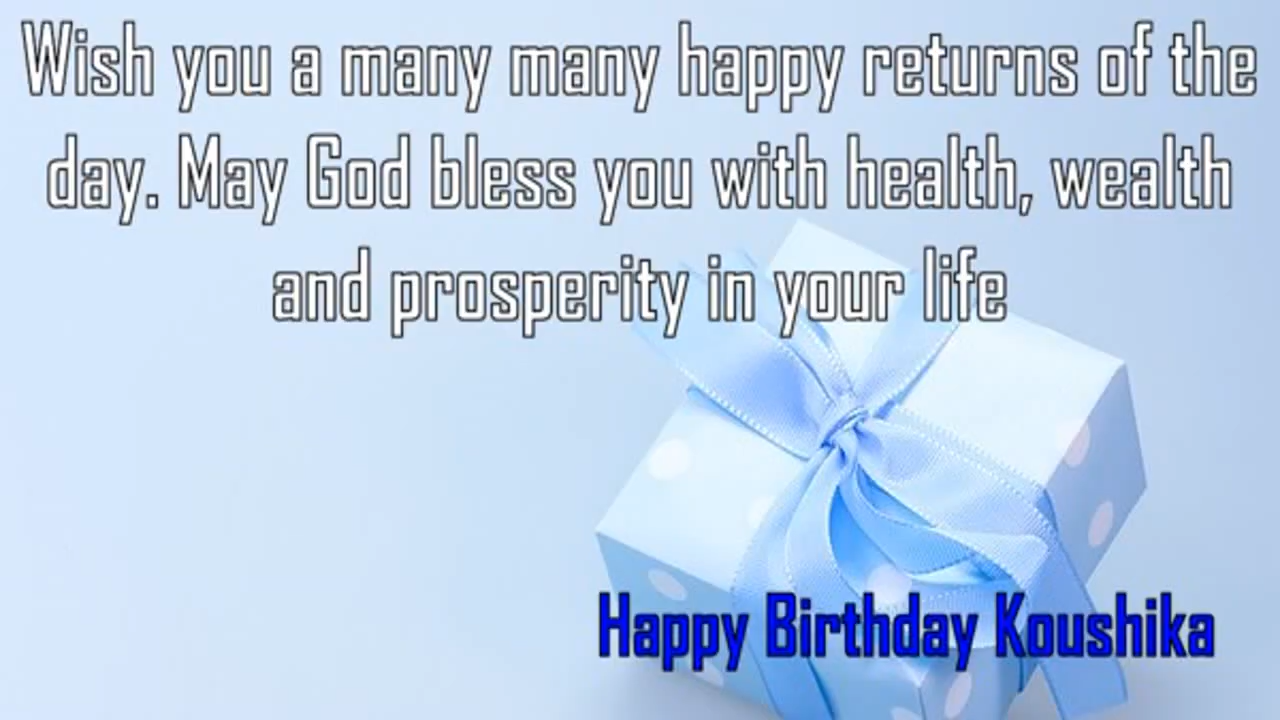 Wish you a many many happy returns of the
day. May God bless you with health, wealth
and prosperity in your life
Happy Birthday Koushika